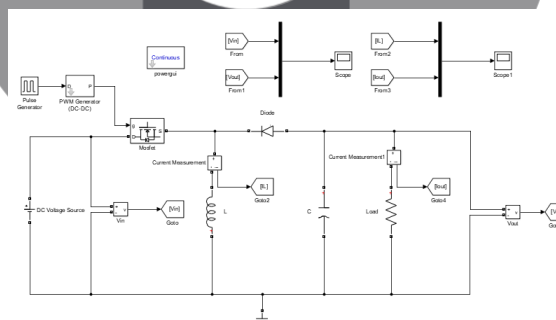 [Vin]
From
[IL]
From2
Continuous
powergui
[Vout]
From1
Scope
[Iout]
From3
Scope1
Pulse
Generator
P
PWM Generator
(DC-DC)
g
D
S
Mosfet
Diode
Current Measurement
+
-
i
Current Measurement1
+
-
i
[IL]
Goto2
[Iout]
Goto4
DC Voltage Source
+
-
v
Vin
[Vin]
Goto
L
C
Load
+
-
v
Vout